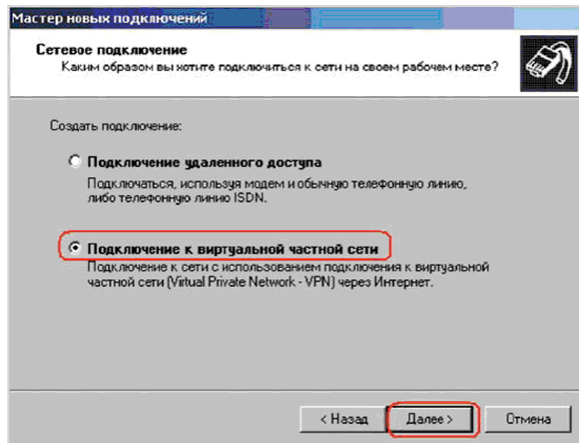 Мастер новых подключений
Сетевое подключение
Каким образом вы хотите подключиться к сети на своем рабочем месте?
Создать подключение:
Подключение удаленного доступа
Подключаться, используя модем и обычную телефонную линию,
либо телефонную линию ISDN.
Подключение к виртуальной частной сети
Подключение к сети с использованием подключения к виртуальной
частной сети (Virtual Private Network - VPN) через Интернет.
< Назад Далее > Отмена